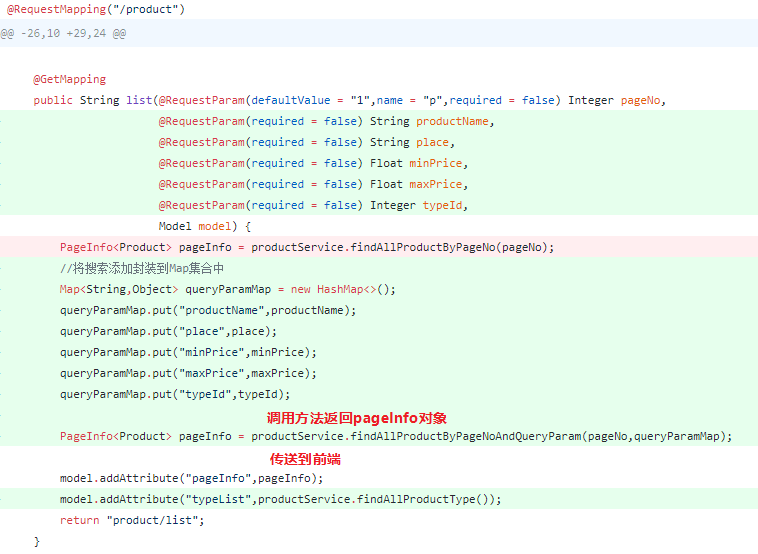 @RequestMapping("/product")
@@ -26,10 +29,24 @@
@GetMapping
public String list(@RequestParam(defaultValue = "1",name = "p",required = false) Integer pageNo,
@RequestParam(required = false) String productName,
@RequestParam(required = false) String place,
@RequestParam(required = false) Float minPrice,
@RequestParam(required = false) Float maxPrice,
@RequestParam(required = false) Integer typeId,
Model model) {
PageInfo<Product> pageInfo = productService.findAllProductByPageNo(pageNo);
//将搜索添加封装到Map集合中
Map<String,Object> queryParamMap = new HashMap<>();
queryParamMap.put("productName",productName);
queryParamMap.put("place",place);
queryParamMap.put("minPrice",minPrice);
queryParamMap.put("maxPrice",maxPrice);
queryParamMap.put("typeId",typeId);
调用方法返回pageInfo对象
PageInfo<Product> pageInfo = productService.findAllProductByPageNoAndQueryParam(pageNo,queryParamMap);
传送到前端
model.addAttribute("pageInfo",pageInfo);
model.addAttribute("typeList",productService.findAllProductType());
return "product/list";
}